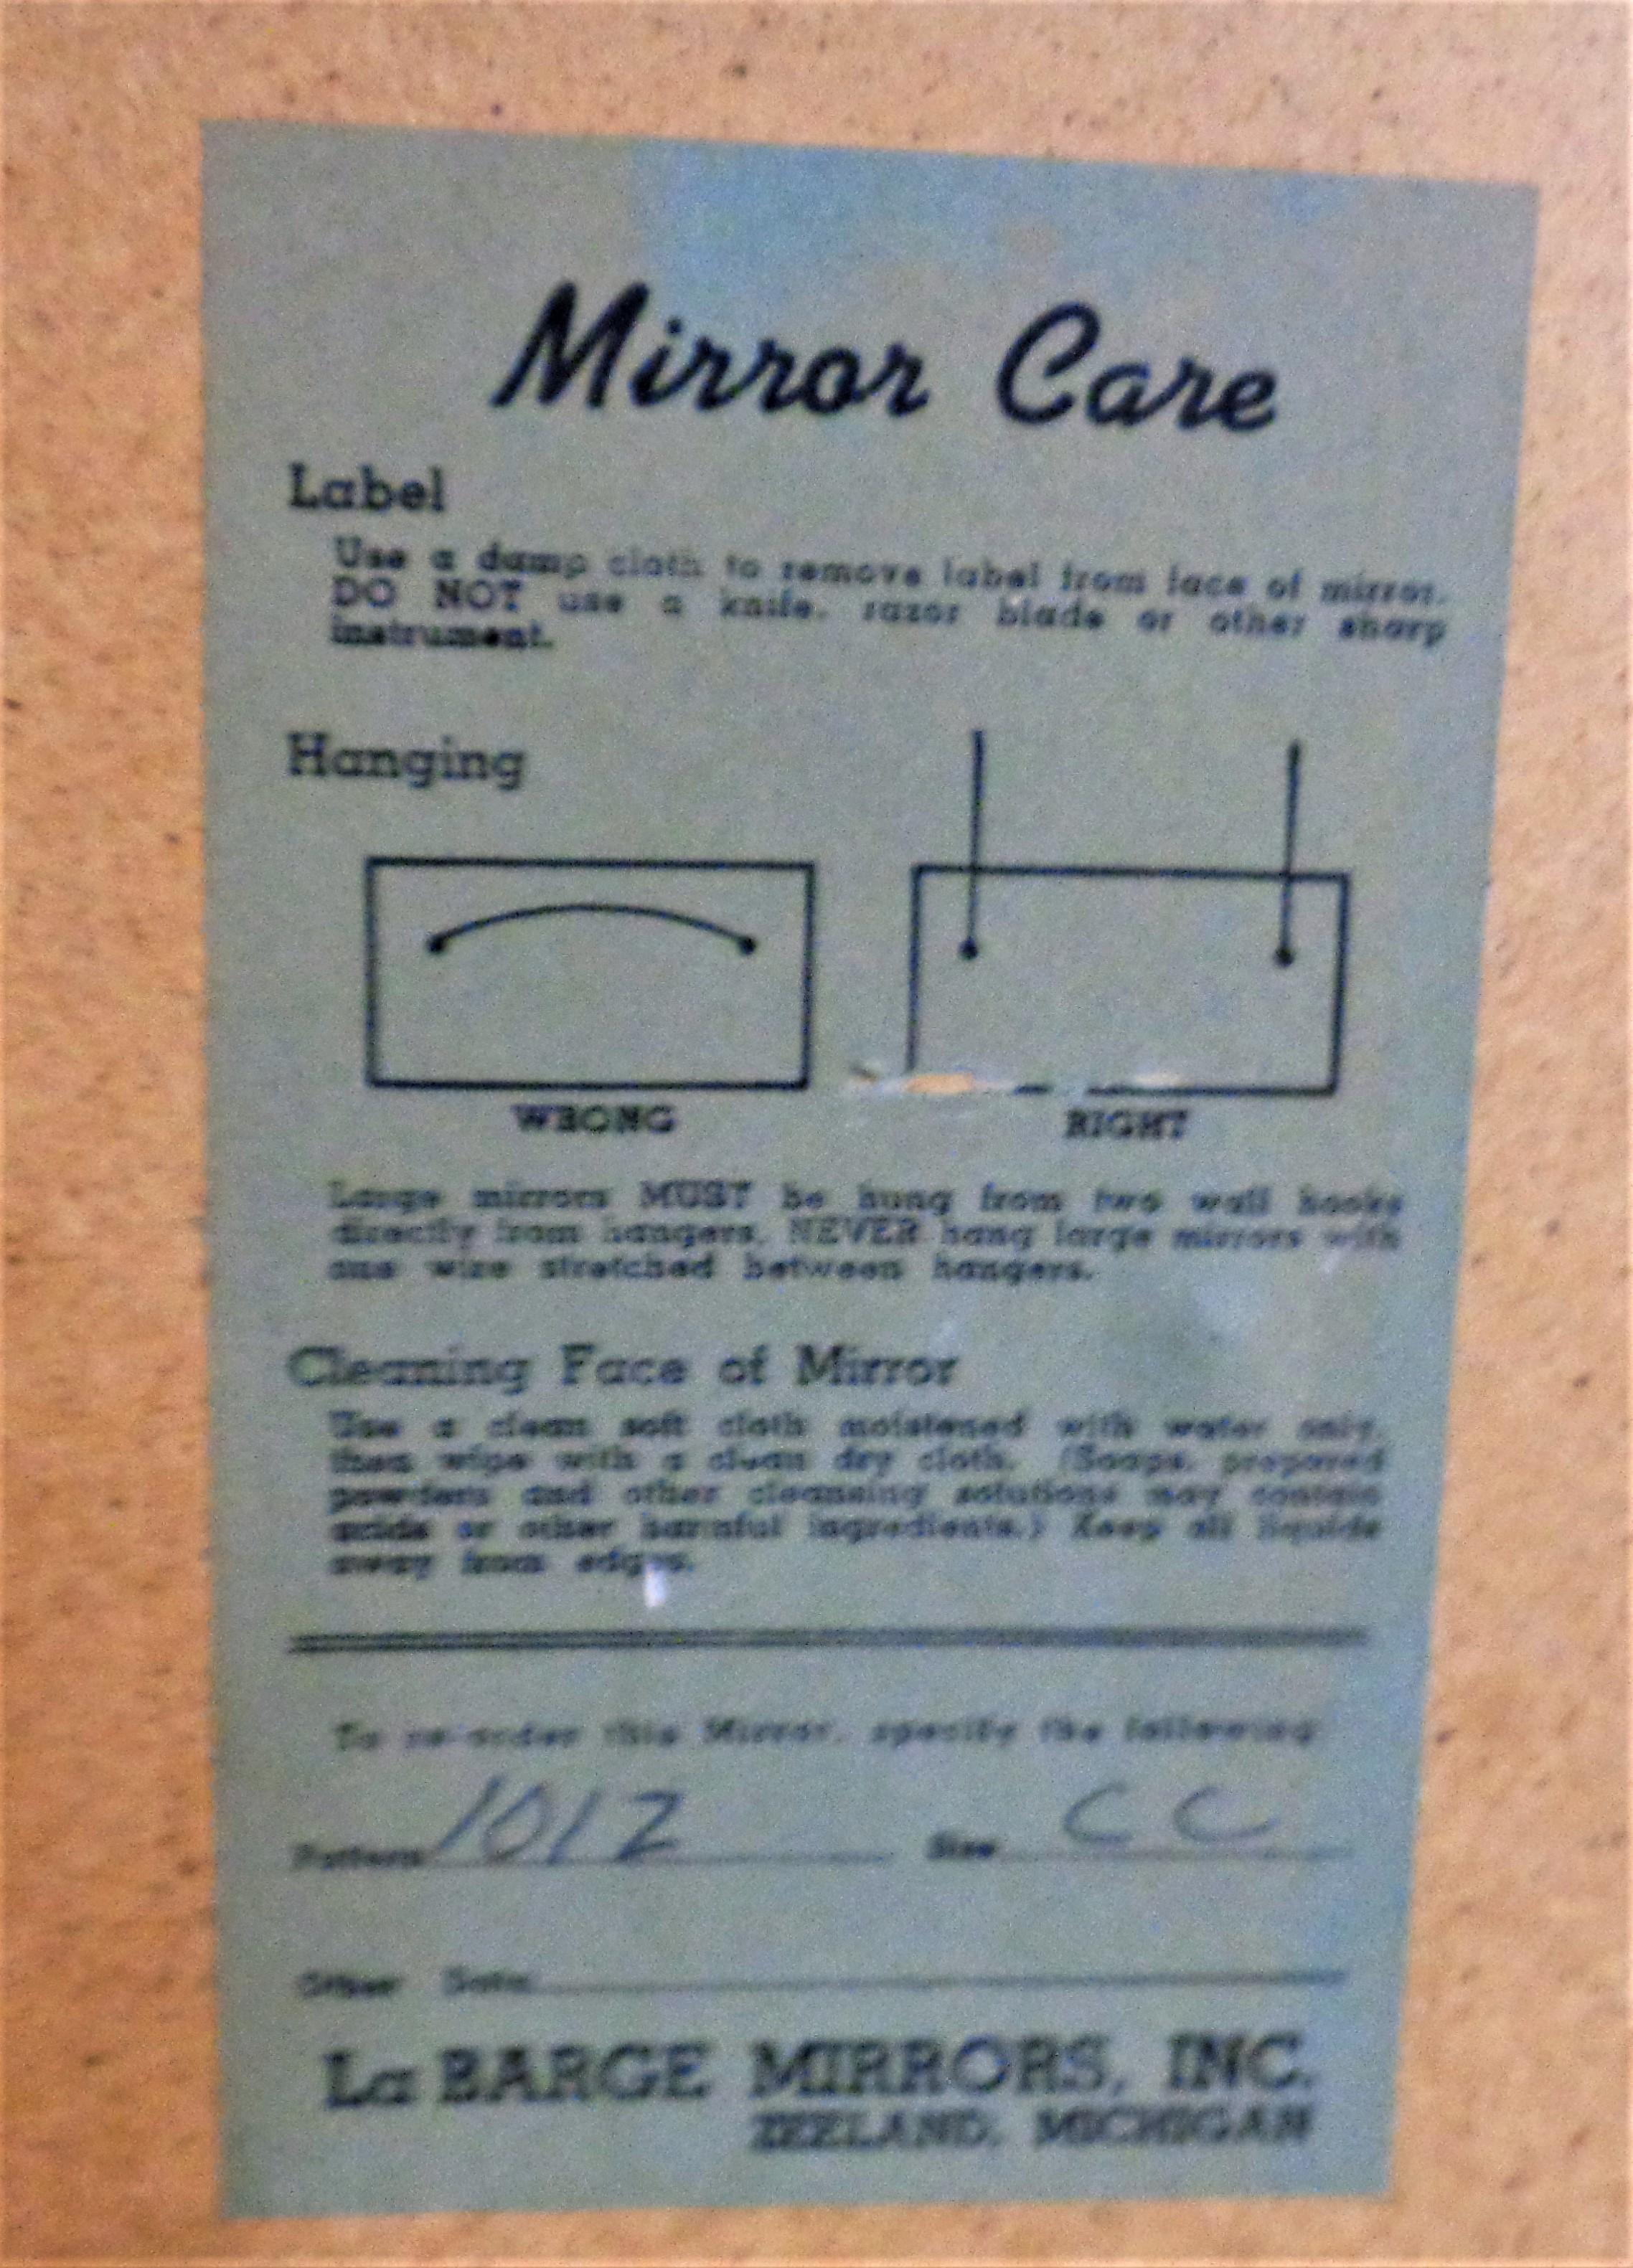 Mirror Care
Label
Use a damp cloth to remove label from face of mirror.
DO NOT use a knife, razor blade or other sharp
instrument.
Hanging
WRONG
RIGHT
Large mirrors MUST be hung from two wall hooks
directly from hangers. NEVER hang large mirrors with
one wire stretched between hangers.
Cleaning Face of Mirror
Use a clean soft cloth moistened with water only,
then wipe with a clean dry cloth. (Soaps, prepared
powders and other cleansing solutions may contain
acids or other harmful ingredients.) Keep all liquids
away from edges.
To re-order this Mirror, specify the following
Pattern 1012 Size CC
Other Data
La BARGE MIRRORS, INC.
ZEELAND, MICHIGAN